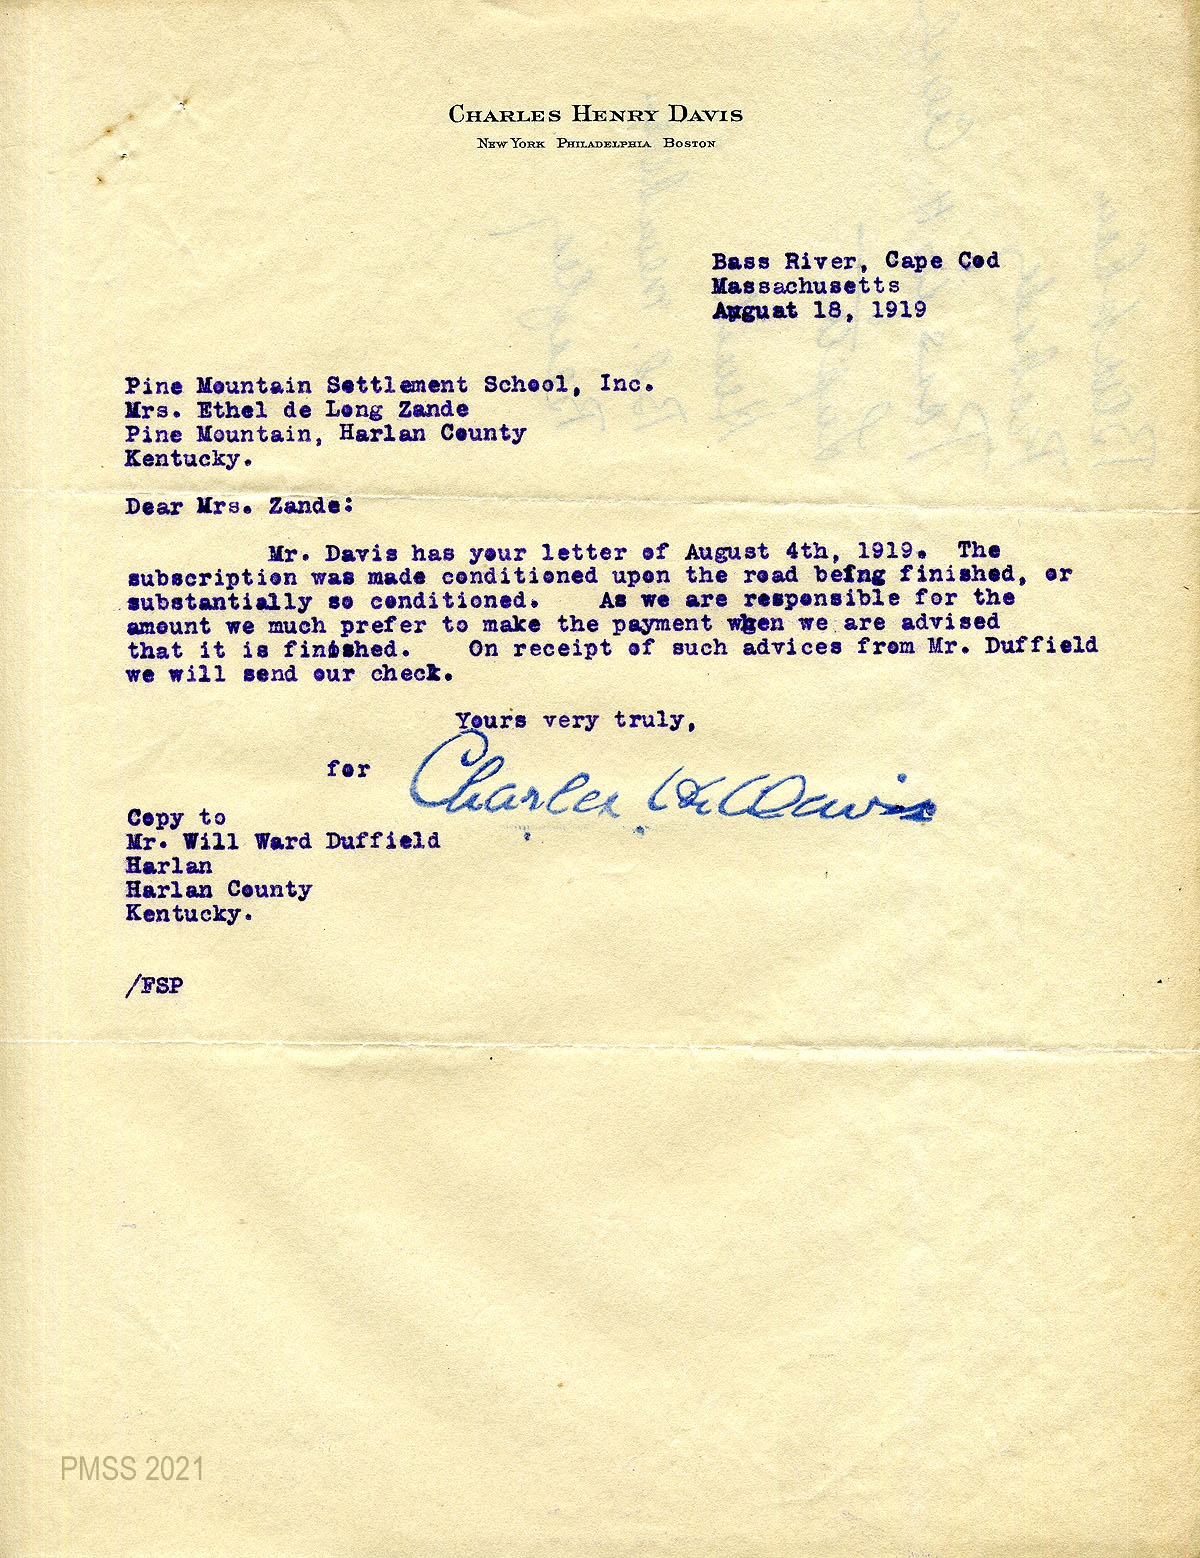 CHARLES HENRY DAVIS
NEW YORK PHILADELPHIA BOSTON
Bass River, Cape Cod
Massachusetts
August 18, 1919
Pine Mountain Settlement School, Inc.
Mrs. Ethel de Long Zande
Pine Mountain, Harlan County
Kentucky.
Dear Mrs. Zande:
Mr. Davis has your letter of August 4th, 1919. The
subscription was made conditioned upon the road being finished, or
substantially so conditioned. As we are responsible for the
amount we much prefer to make the payment when we are advised
that it is finished. On receipt of such advices from Mr. Duffield
we will send our check.
Yours very truly,
for Charles H. Davis
Copy to
Mr. Will Ward Duffield
Harlan
Harlan County
Kentucky.
/FSP
PMSS 2021